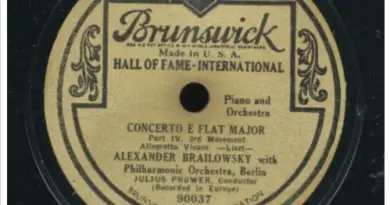 Brunswick
Made in U. S. A.
HALL OF FAME - INTERNATIONAL
Piano and
Orchestra
CONCERTO E FLAT MAJOR
Part IV, 3rd Movement
Allegretto Vivace —Liszt—
ALEXANDER BRAILOWSKY with
Philharmonic Orchestra, Berlin
JULIUS PRÜWER, Conductor
(Recorded in Europe)
90037